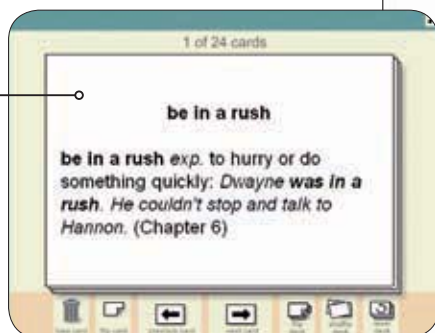 1 of 24 cards
be in a rush
be in a rush exp. to hurry or do
something quickly: Dwayne was in a
rush. He couldn't stop and talk to
Hannon. (Chapter 6)